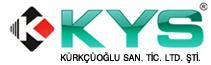 KYS®
KÜRKÇÜOĞLU SAN. TİC. LTD. ŞTİ.